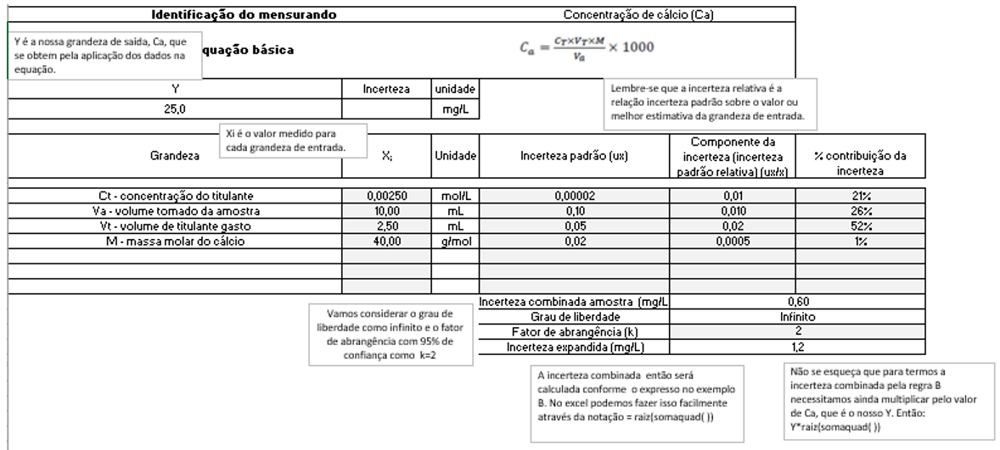 Identificação do mensurando
Concentração de cálcio (Ca)
Y é a nossa grandeza de saída, Ca, que
se obtem pela aplicação dos dados na
equação.
quação básica
Cₐ = (C_T×V_T×M)/Vₐ × 1000
Y
Incerteza
unidade
25,0
mg/L
Lembre-se que a incerteza relativa é a
relação incerteza padrão sobre o valor ou
melhor estimativa da grandeza de entrada.
Xi é o valor medido para
cada grandeza de entrada.
Grandeza
Xᵢ
Unidade
Incerteza padrão (ux)
Componente da
incerteza (incerteza
padrão relativa) (ux/x)
% contribuição da
incerteza
Ct - concentração do titulante
0,00250
mol/L
0,00002
0,01
21%
Va - volume tomado da amostra
10,00
mL
0,10
0,010
26%
Vt - volume de titulante gasto
2,50
mL
0,05
0,02
52%
M - massa molar do cálcio
40,00
g/mol
0,02
0,0005
1%
Incerteza combinada amostra (mg/L
0,60
Grau de liberdade
Infinito
Fator de abrangência (k)
2
Incerteza expandida (mg/L)
1,2
Vamos considerar o grau de
liberdade como infinito e o fator
de abrangência com 95% de
confiança como k=2
A incerteza combinada então será
calculada conforme o expresso no exemplo
B. No excel podemos fazer isso facilmente
através da notação = raiz(somaquad( ))
Não se esqueça que para termos a
incerteza combinada pela regra B
necessitamos ainda multiplicar pelo valor
de Ca, que é o nosso Y. Então:
Y*raiz(somaquad( ))